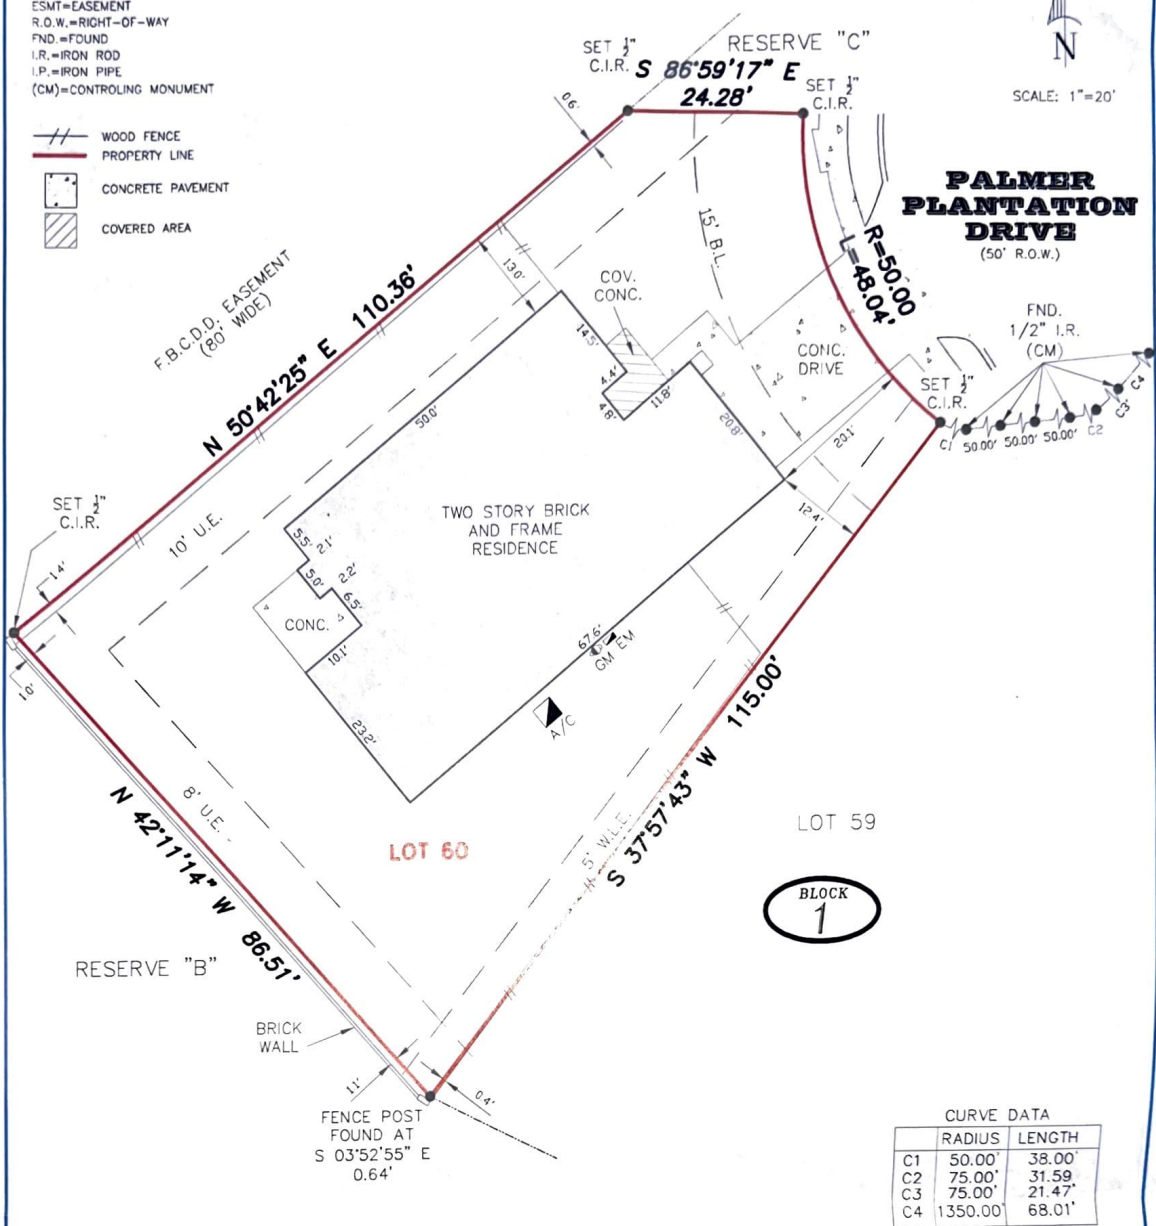 ESMT=EASEMENT
R.O.W.=RIGHT-OF-WAY
FND.=FOUND
I.R.=IRON ROD
I.P.=IRON PIPE
(CM)=CONTROLING MONUMENT
WOOD FENCE
PROPERTY LINE
CONCRETE PAVEMENT
COVERED AREA
SET 1/2"
C.I.R.
RESERVE "C"
S 86°59'17" E
24.28'
SET 1/2"
C.I.R.
N
SCALE: 1"=20'
PALMER
PLANTATION
DRIVE
(50' R.O.W.)
R=50.00
L=48.04'
0.6'
15' B.L.
13.0'
F.B.C.D.D. EASEMENT
(80' WIDE)
N 50°42'25" E 110.36'
COV.
CONC.
14.5'
4.4'
4.8'
11.8'
20.8'
50.0'
CONC.
DRIVE
FND.
1/2" I.R.
(CM)
SET 1/2"
C.I.R.
C1
50.00'
50.00'
50.00'
C2
C3
C4
20.1'
12.4'
SET 1/2"
C.I.R.
10' U.E.
1.4'
1.0'
TWO STORY BRICK
AND FRAME
RESIDENCE
5.5'
2.1'
5.0'
2.2'
6.5'
CONC.
10.1'
23.2'
67.6'
GM EM
A/C
8' U.E.
LOT 60
5' W.L.E.
S 37°57'43" W 115.00'
LOT 59
BLOCK
1
N 42°11'14" W 86.51'
RESERVE "B"
BRICK
WALL
1.1'
0.4'
FENCE POST
FOUND AT
S 03°52'55" E
0.64'
CURVE DATA
RADIUS LENGTH
C1 50.00' 38.00'
C2 75.00' 31.59
C3 75.00' 21.47'
C4 1350.00' 68.01'